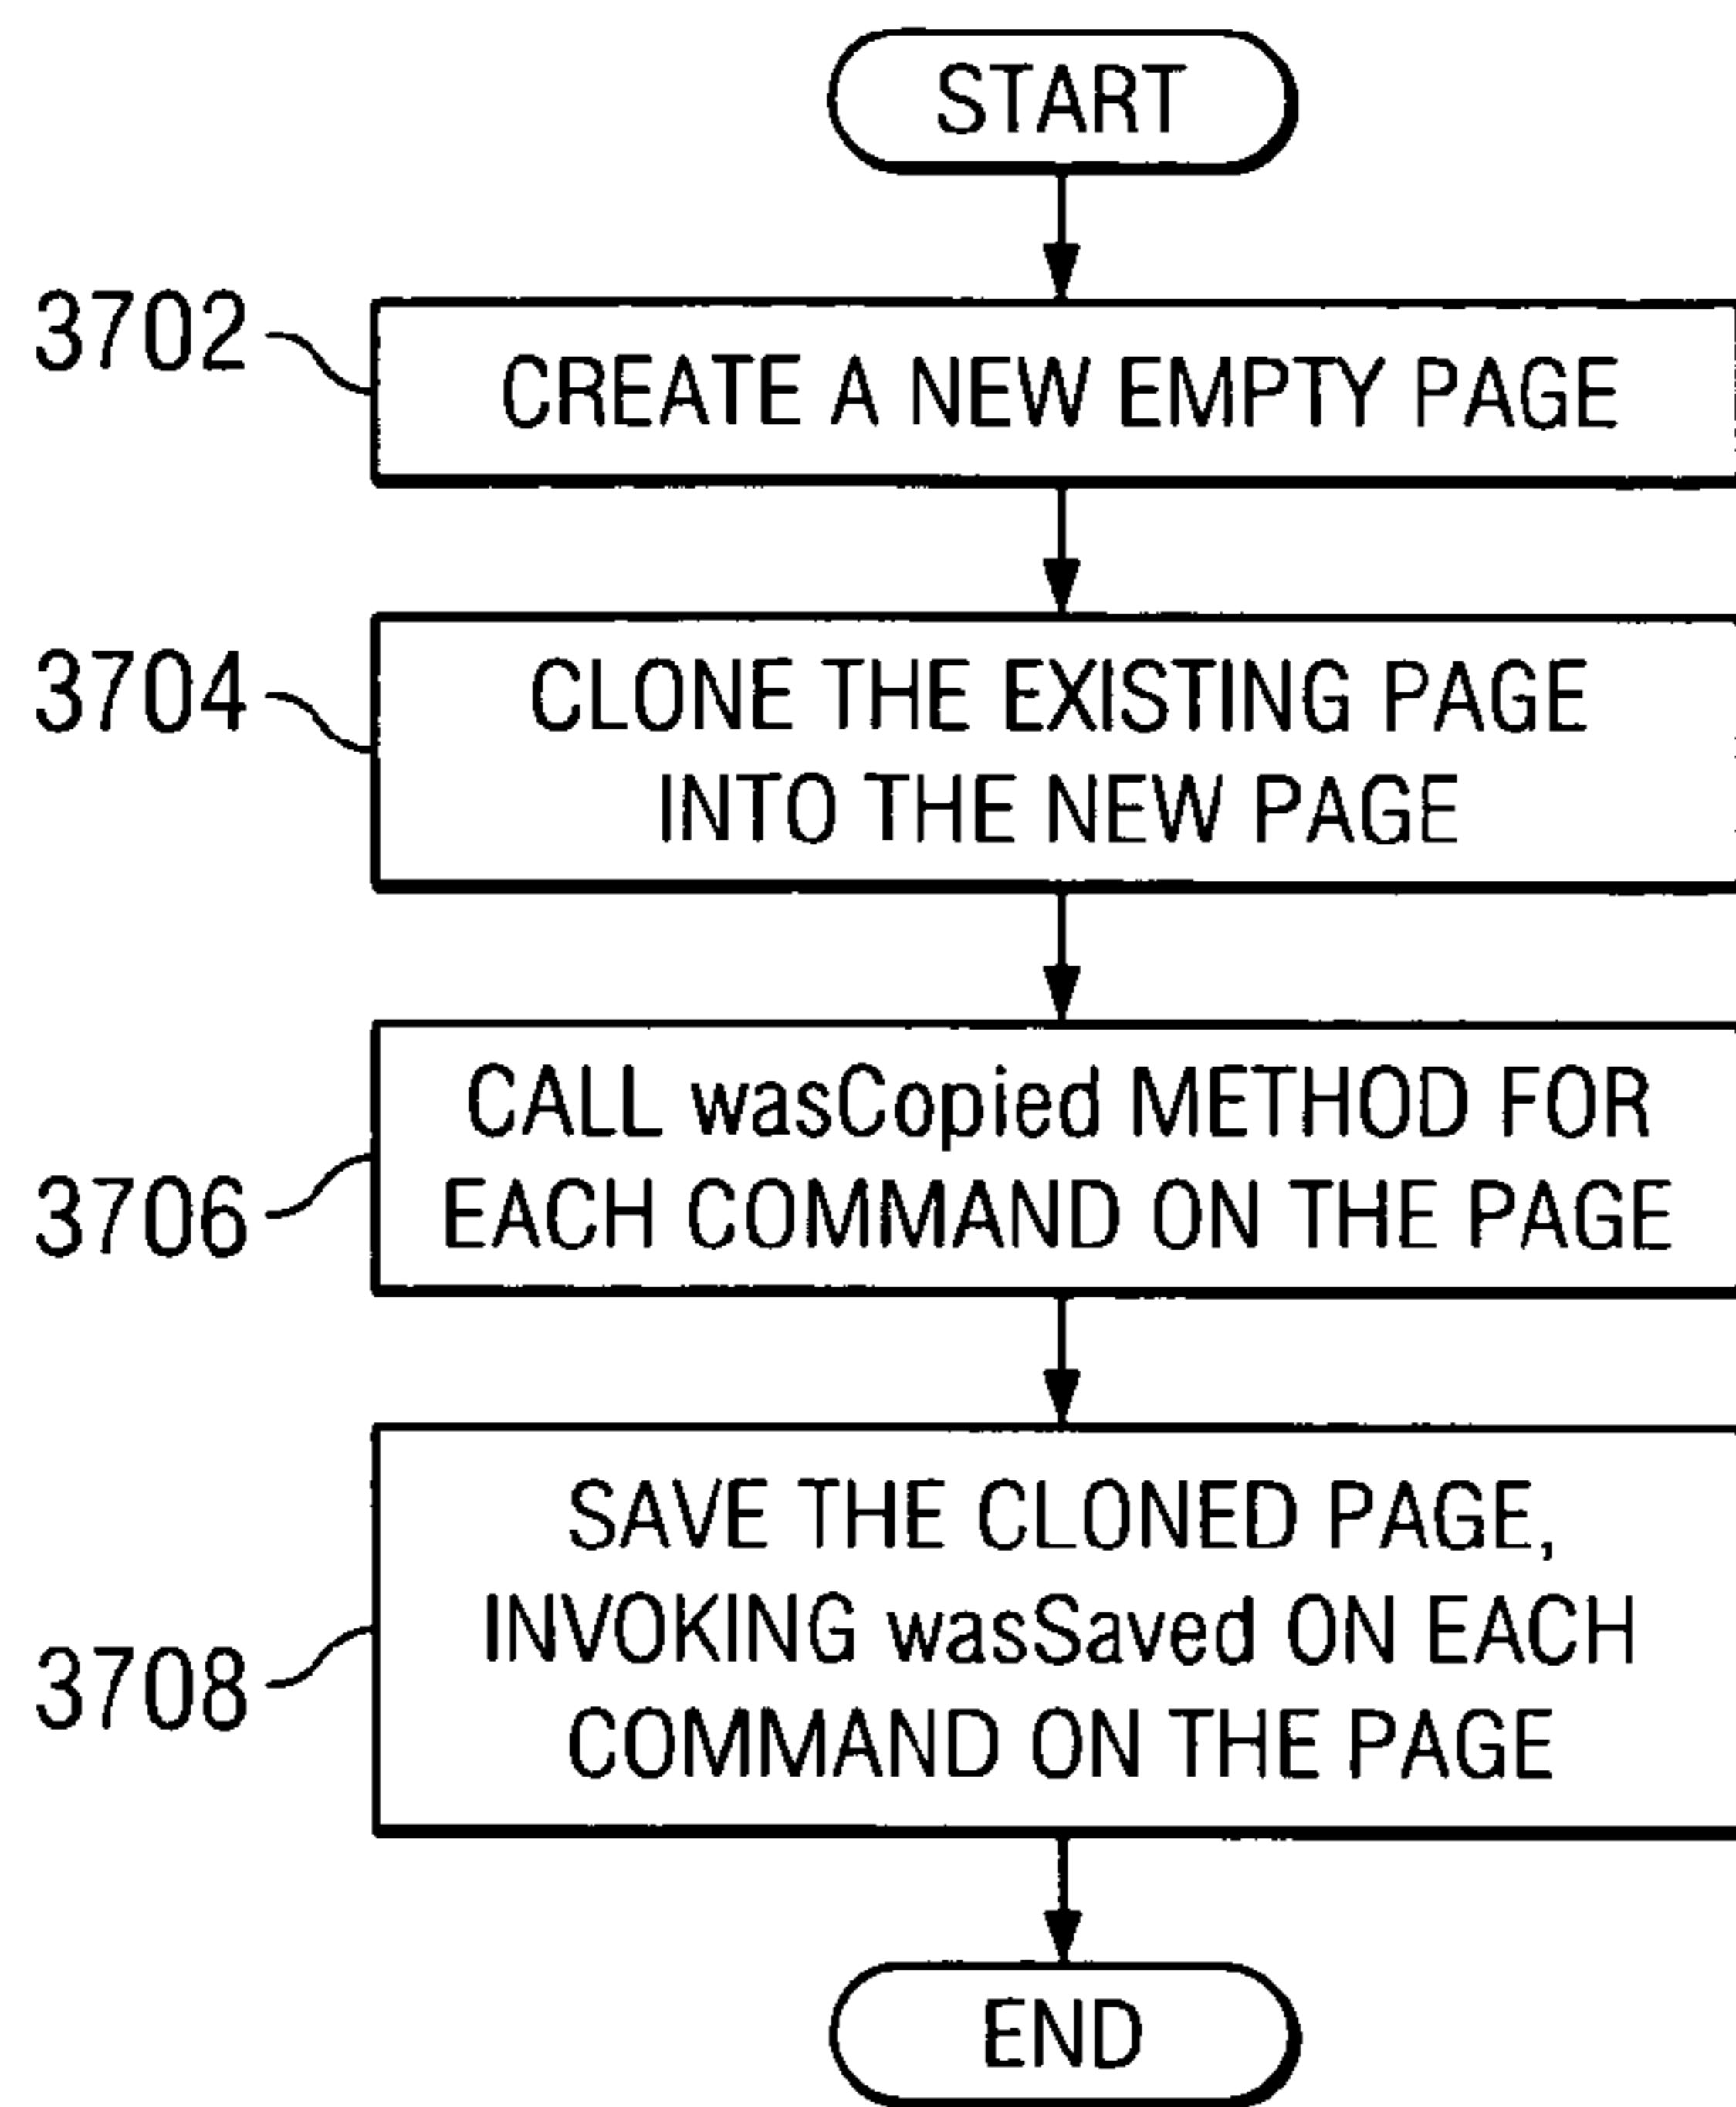 START
3702
CREATE A NEW EMPTY PAGE
3704
CLONE THE EXISTING PAGE
INTO THE NEW PAGE
3706
CALL wasCopied METHOD FOR
EACH COMMAND ON THE PAGE
3708
SAVE THE CLONED PAGE,
INVOKING wasSaved ON EACH
COMMAND ON THE PAGE
END